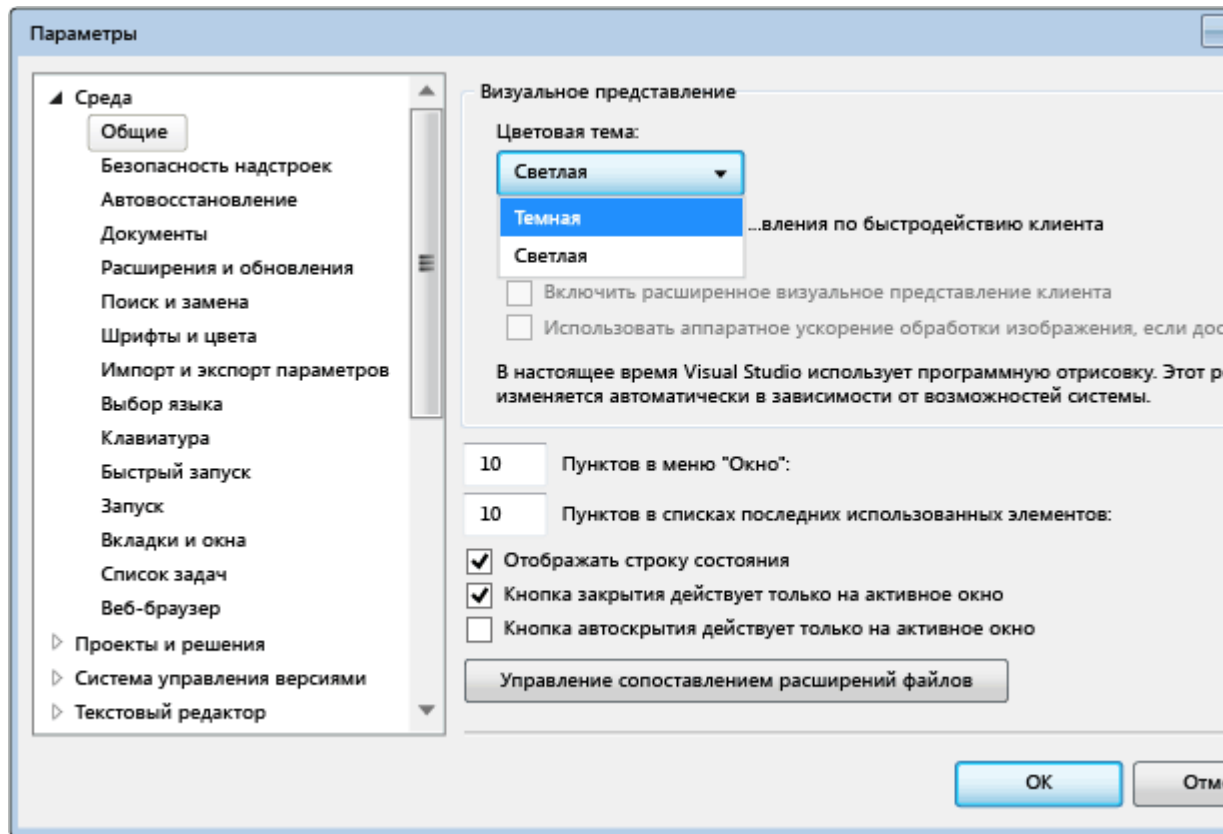 Параметры
Среда
Общие
Безопасность надстроек
Автовосстановление
Документы
Расширения и обновления
Поиск и замена
Шрифты и цвета
Импорт и экспорт параметров
Выбор языка
Клавиатура
Быстрый запуск
Запуск
Вкладки и окна
Список задач
Веб-браузер
Проекты и решения
Система управления версиями
Текстовый редактор
Визуальное представление
Цветовая тема:
Светлая
Темная
...вления по быстродействию клиента
Светлая
Включить расширенное визуальное представление клиента
Использовать аппаратное ускорение обработки изображения, если
В настоящее время Visual Studio использует программную отрисовку. Этот
изменяется автоматически в зависимости от возможностей системы.
10 Пунктов в меню "Окно":
10 Пунктов в списках последних использованных элементов:
Отображать строку состояния
Кнопка закрытия действует только на активное окно
Кнопка автоскрытия действует только на активное окно
Управление сопоставлением расширений файлов
ОК